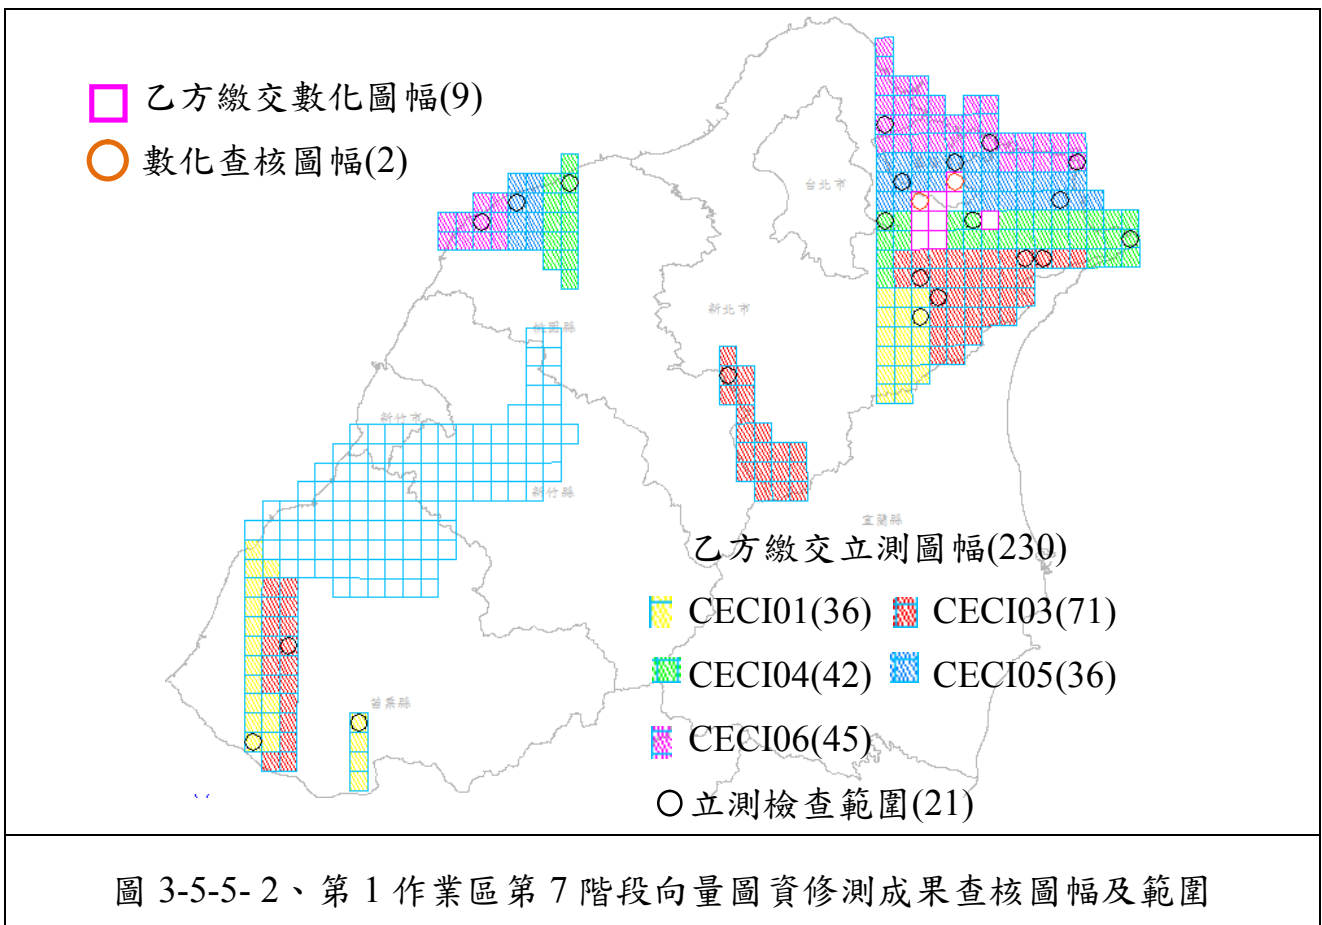 乙方繳交數化圖幅(9)
數化查核圖幅(2)
台北市
新北市
桃園縣
新竹市
新竹縣
宜蘭縣
苗栗縣
乙方繳交立測圖幅(230)
CECI01(36) CECI03(71)
CECI04(42) CECI05(36)
CECI06(45)
立測檢查範圍(21)
圖 3-5-5- 2、第 1 作業區第 7 階段向量圖資修測成果查核圖幅及範圍